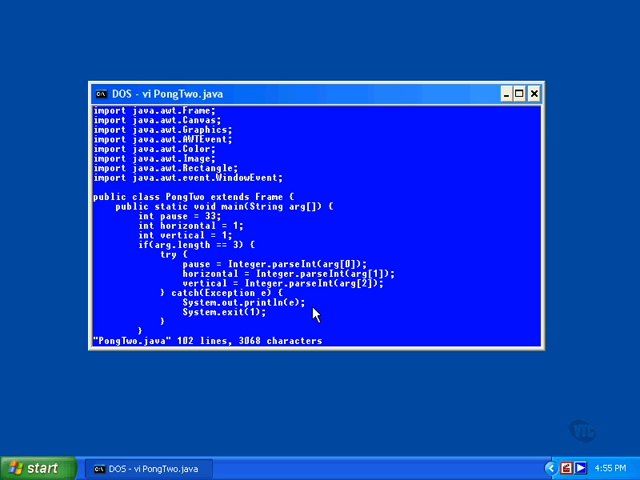 DOS - vi PongTwo.java
import java.awt.Frame;
import java.awt.Canvas;
import java.awt.Graphics;
import java.awt.AWTEvent;
import java.awt.Color;
import java.awt.Image;
import java.awt.Rectangle;
import java.awt.event.WindowEvent;
public class PongTwo extends Frame {
public static void main(String arg[]) {
int pause = 33;
int horizontal = 1;
int vertical = 1;
if(arg.length == 3) {
try {
pause = Integer.parseInt(arg[0]);
horizontal = Integer.parseInt(arg[1]);
vertical = Integer.parseInt(arg[2]);
} catch(Exception e) {
System.out.println(e);
System.exit(1);
}
}
"PongTwo.java" 102 lines, 3068 characters
VTC
start
DOS - vi PongTwo.java
4:55 PM